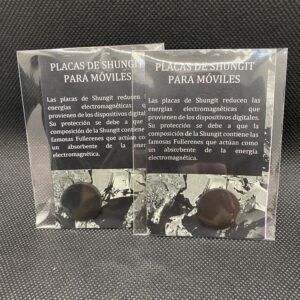 PLACAS DE SHUNGIT
PARA MÓVILES
Las placas de Shungit reducen las
energías electromagnéticas que
provienen de los dispositivos digitales.
Su protección se debe a que la
composición de la Shungit contiene
famosas Fullerenes que actúan como
un absorbente de la energía
electromagnética.
PLACAS DE SHUNGIT
PARA MÓVILES
Las placas de Shungit reducen las
energías electromagnéticas que
provienen de los dispositivos digitales.
Su protección se debe a que la
composición de la Shungit contiene las
famosas Fullerenes que actúan como
un absorbente de la energía
electromagnética.